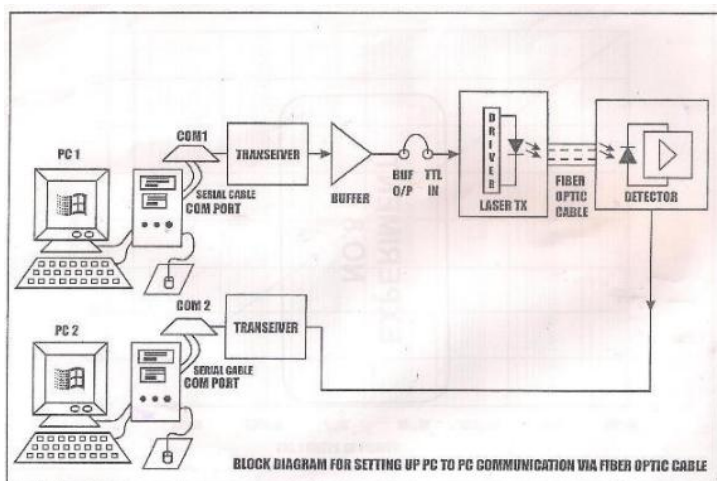 PC 1
COM1
TRANSEIVER
SERIAL CABLE
COM PORT
BUFFER
BUF
O/P
TTL
IN
DRIVER
LASER TX
FIBER
OPTIC
CABLE
DETECTOR
PC 2
COM 2
TRANSEIVER
SERIAL CABLE
COM PORT
BLOCK DIAGRAM FOR SETTING UP PC TO PC COMMUNICATION VIA FIBER OPTIC CABLE